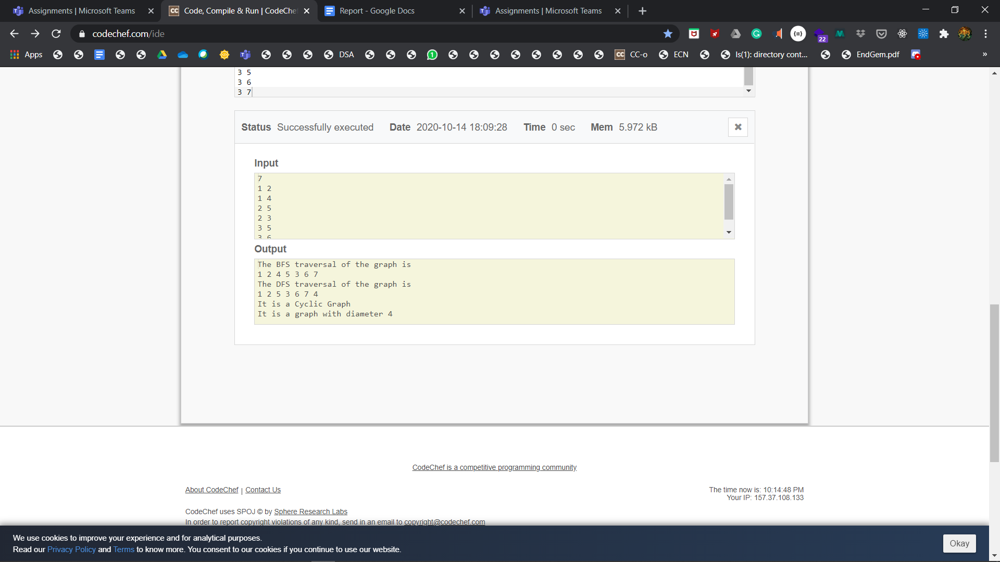 Assignments | Microsoft Teams
CC Code, Compile & Run | CodeChe
Report - Google Docs
Assignments | Microsoft Teams
codechef.com/ide
22
Apps
DSA
1
CC CC-o
ECN
ls(1): directory cont...
EndGem.pdf
»
3 5
3 6
3 7
Status Successfully executed Date 2020-10-14 18:09:28 Time 0 sec Mem 5.972 kB
Input
7
1 2
1 4
2 5
2 3
3 5
3 6
Output
The BFS traversal of the graph is
1 2 4 5 3 6 7
The DFS traversal of the graph is
1 2 5 3 6 7 4
It is a Cyclic Graph
It is a graph with diameter 4
CodeChef is a competitive programming community
About CodeChef | Contact Us
The time now is: 10:14:48 PM
Your IP: 157.37.108.133
CodeChef uses SPOJ © by Sphere Research Labs
In order to report copyright violations of any kind, send in an email to copyright@codechef.com
We use cookies to improve your experience and for analytical purposes.
Read our Privacy Policy and Terms to know more. You consent to our cookies if you continue to use our website.
Okay